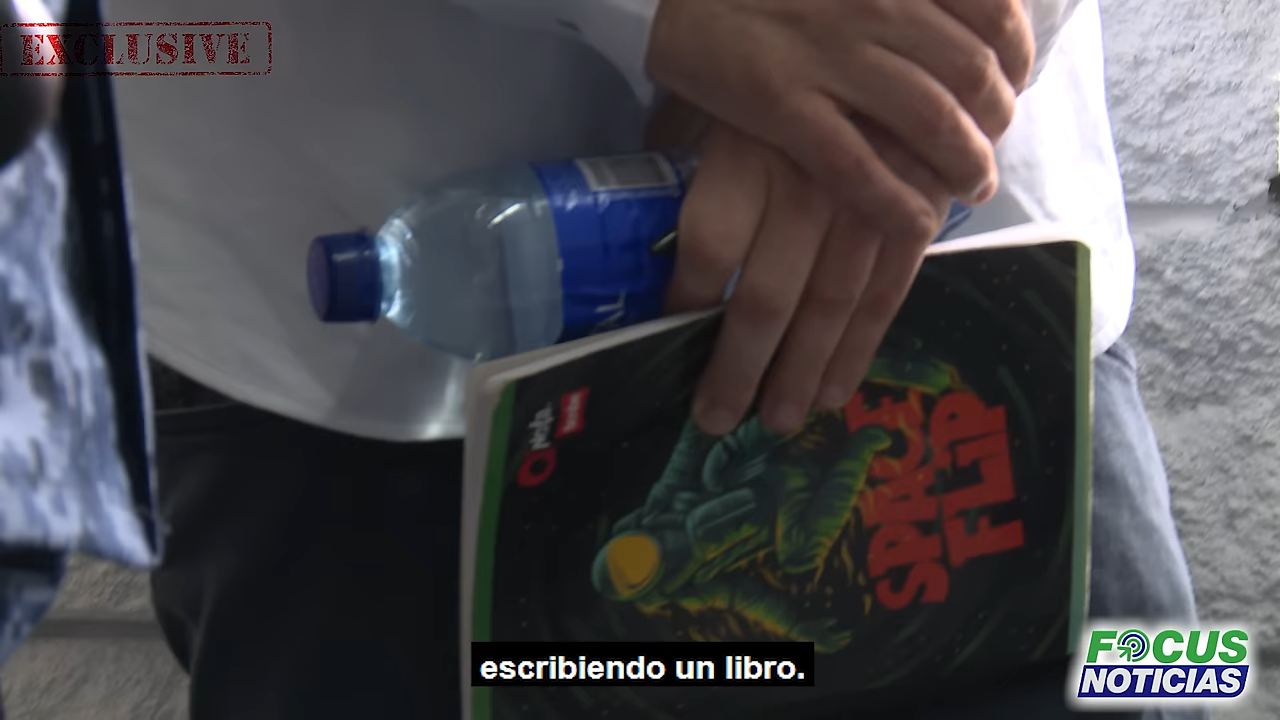 EXCLUSIVE
SPACE
FLIP
escribiendo un libro.
FOCUS
NOTICIAS